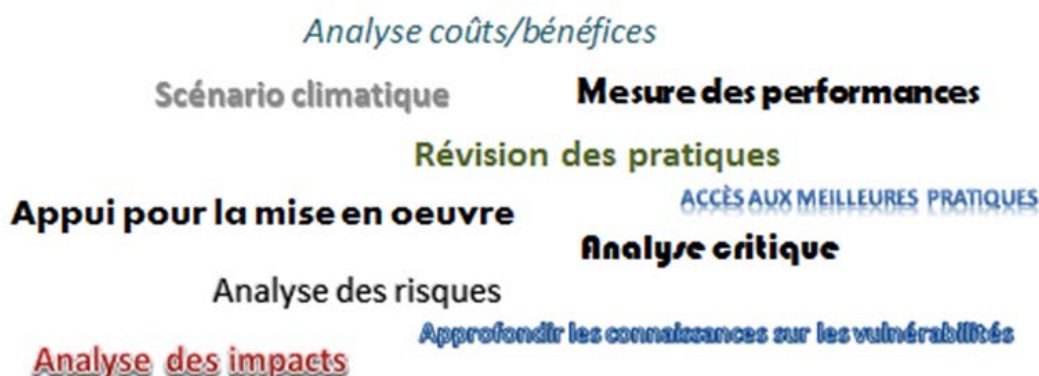 Analyse coûts/bénéfices
Scénario climatique
Mesure des performances
Révision des pratiques
ACCÈS AUX MEILLEURES PRATIQUES
Appui pour la mise en oeuvre
Analyse critique
Analyse des risques
Approfondir les connaissances sur les vulnérabilités
Analyse des impacts